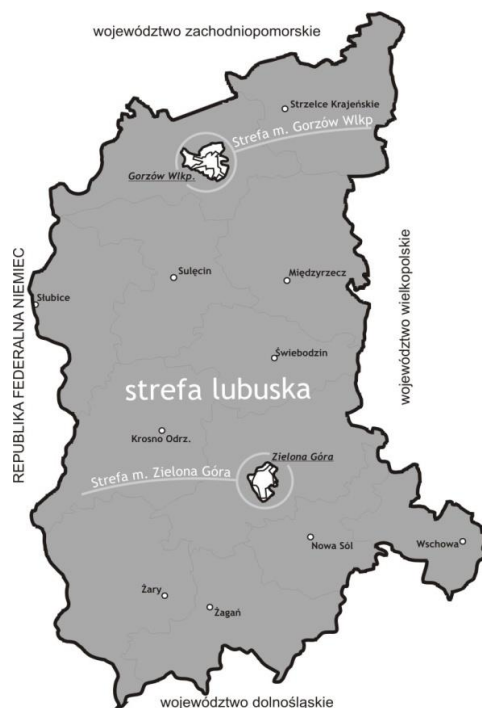 województwo zachodniopomorskie
Strzelce Krajeńskie
Strefa m. Gorzów Wlkp
Gorzów Wlkp.
Sulęcin
Międzyrzecz
REPUBLIKA FEDERALNA NIEMIEC
Słubice
województwo wielkopolskie
Świebodzin
strefa lubuska
Krosno Odrz.
Zielona Góra
Strefa m. Zielona Góra
Nowa Sól
Wschowa
Żary
Żagań
województwo dolnośląskie